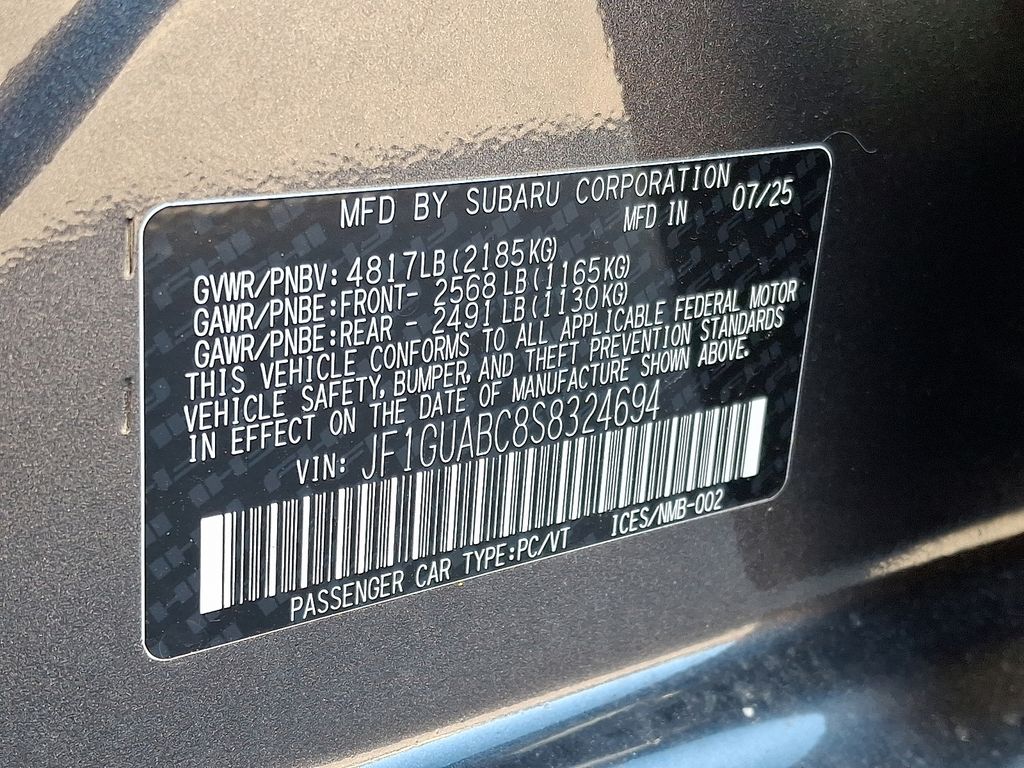 MFD BY SUBARU CORPORATION
MFD IN 07/25
GVWR/PNBV: 4817LB(2185KG)
GAWR/PNBE:FRONT- 2568LB(1165KG)
GAWR/PNBE:REAR - 2491LB(1130KG)
THIS VEHICLE CONFORMS TO ALL APPLICABLE FEDERAL MOTOR
VEHICLE SAFETY, BUMPER, AND THEFT PREVENTION STANDARDS
IN EFFECT ON THE DATE OF MANUFACTURE SHOWN ABOVE.
VIN: JF1GUABC8S8324694
PASSENGER CAR TYPE:PC/VT ICES/NMB-002